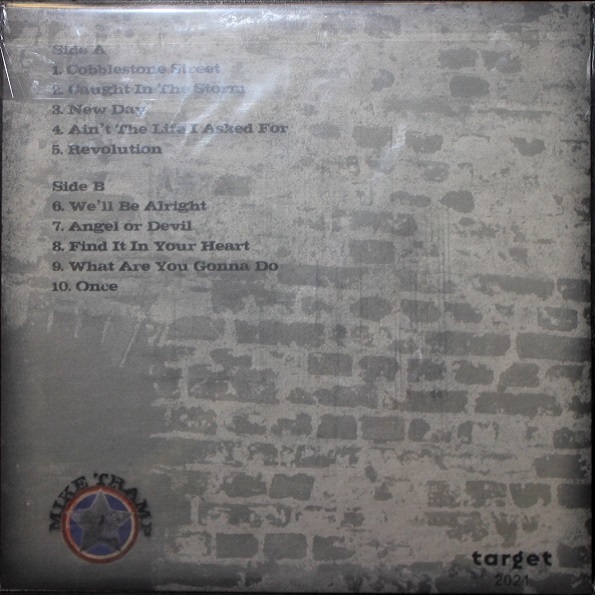 Side A
1. Cobblestone Street
2. Caught In The Storm
3. New Day
4. Ain't The Life I Asked For
5. Revolution
Side B
6. We'll Be Alright
7. Angel or Devil
8. Find It In Your Heart
9. What Are You Gonna Do
10. Once
MIKE TRAMP
target
2021